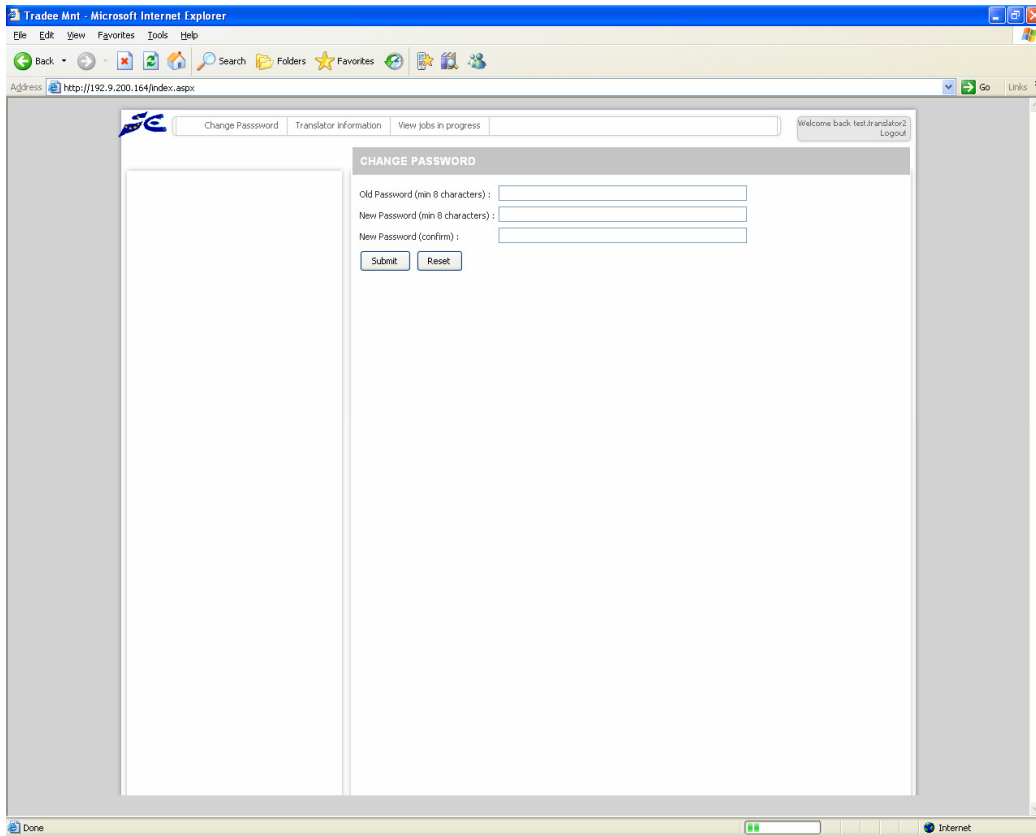 Tradee Mnt - Microsoft Internet Explorer
File Edit View Favorites Tools Help
Back Search Folders Favorites
Address http://192.9.200.164/index.aspx Go Links
Change Passsword Translator information View jobs in progress
Welcome back test.translator2
Logout
CHANGE PASSWORD
Old Password (min 8 characters) :
New Password (min 8 characters) :
New Password (confirm) :
Submit Reset
Done Internet